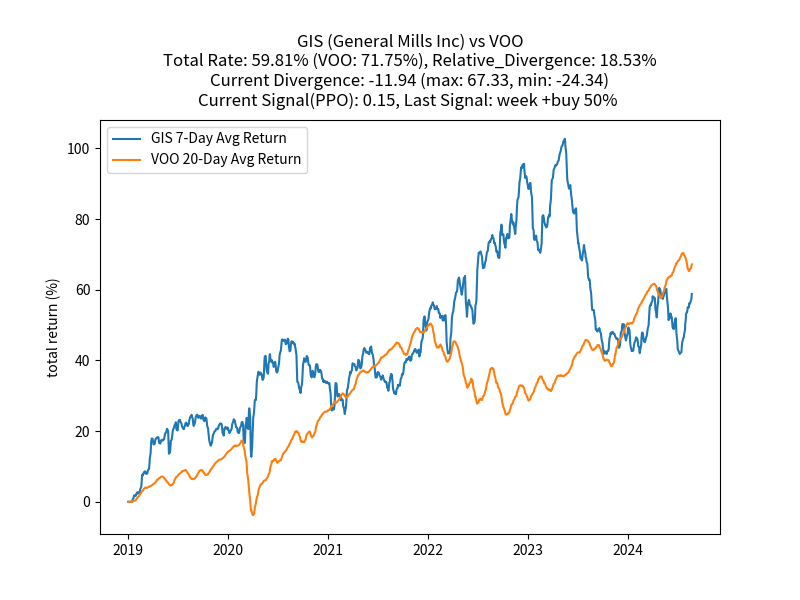 GIS (General Mills Inc) vs VOO
Total Rate: 59.81% (VOO: 71.75%), Relative_Divergence: 18.53%
Current Divergence: -11.94 (max: 67.33, min: -24.34)
Current Signal(PPO): 0.15, Last Signal: week +buy 50%
GIS 7-Day Avg Return
VOO 20-Day Avg Return
total return (%)
100
80
60
40
20
0
2019 2020 2021 2022 2023 2024